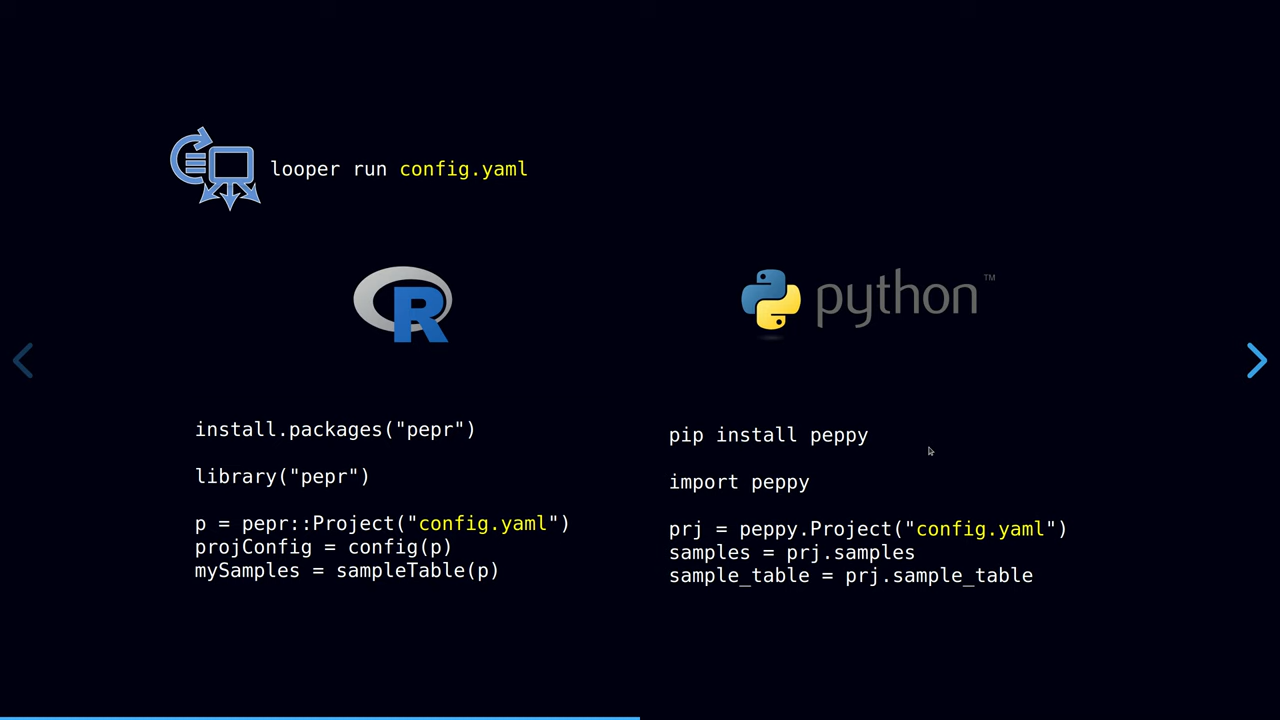 looper run config.yaml
R
python™
install.packages("pepr")
library("pepr")
p = pepr::Project("config.yaml")
projConfig = config(p)
mySamples = sampleTable(p)
pip install peppy
import peppy
prj = peppy.Project("config.yaml")
samples = prj.samples
sample_table = prj.sample_table